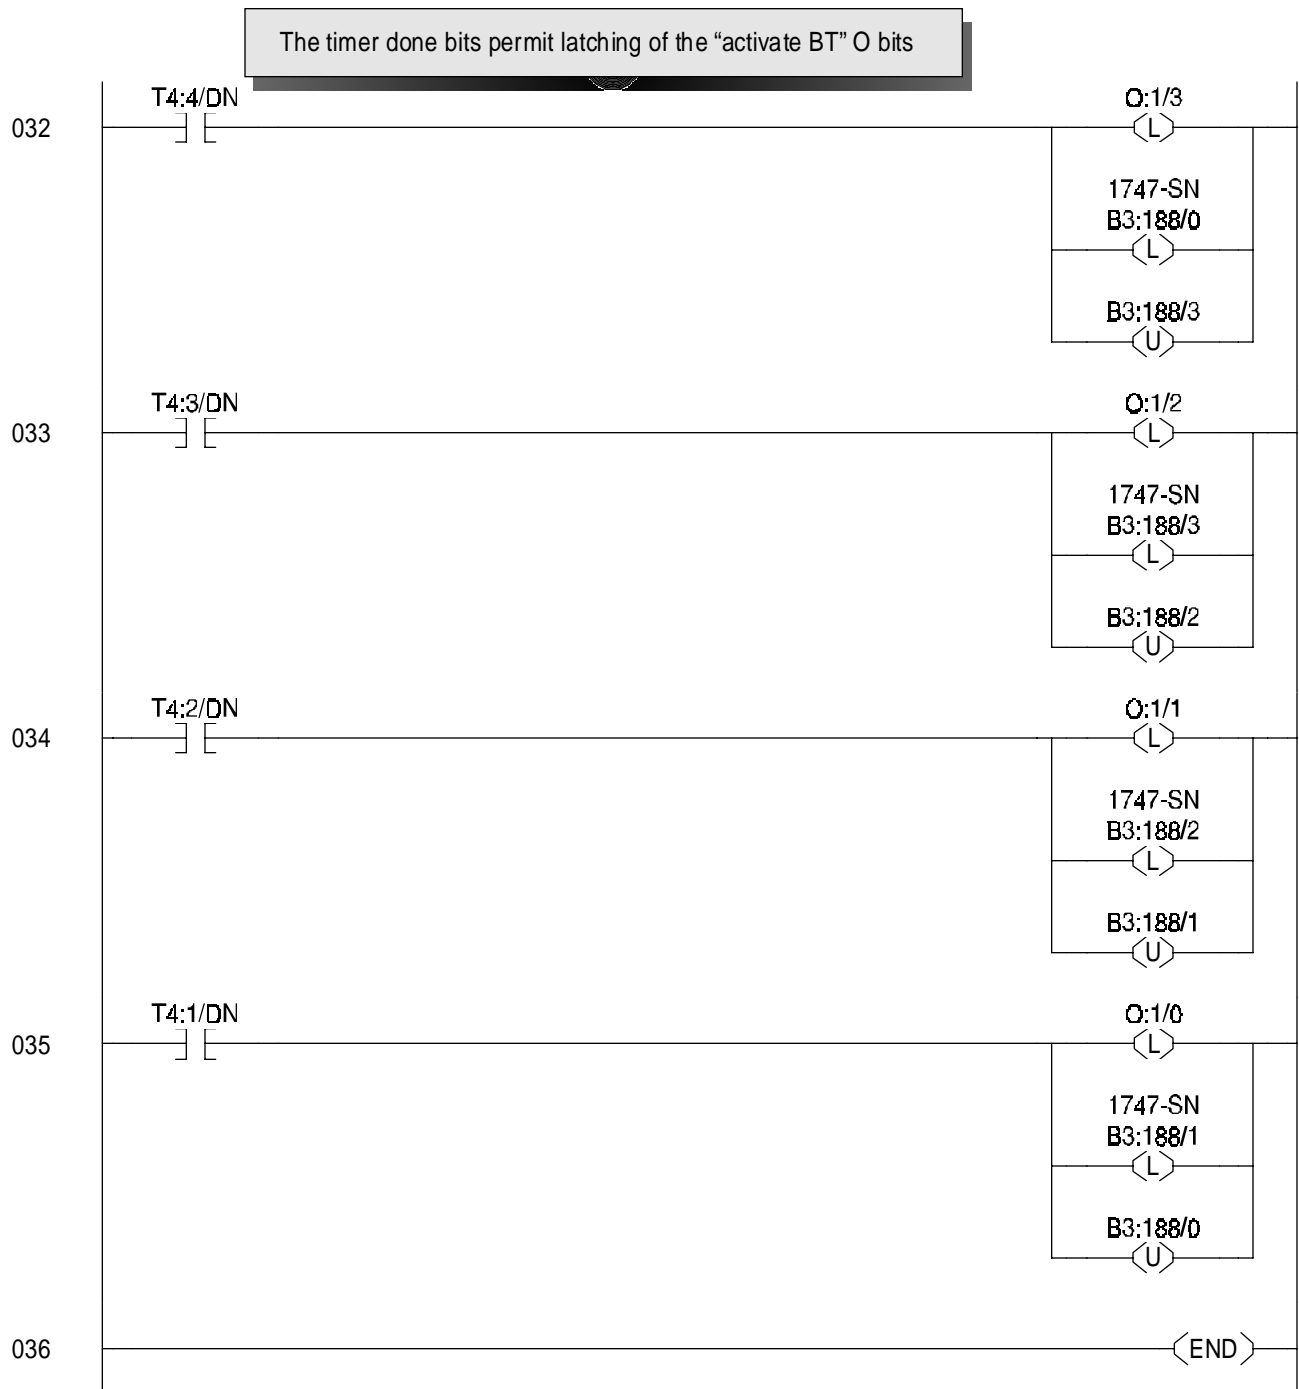 The timer done bits permit latching of the “activate BT” O bits
T4:4/DN O:1/3
032 L
1747-SN
B3:188/0
L
B3:188/3
U
T4:3/DN O:1/2
033 L
1747-SN
B3:188/3
L
B3:188/2
U
T4:2/DN O:1/1
034 L
1747-SN
B3:188/2
L
B3:188/1
U
T4:1/DN O:1/0
035 L
1747-SN
B3:188/1
L
B3:188/0
U
036 END